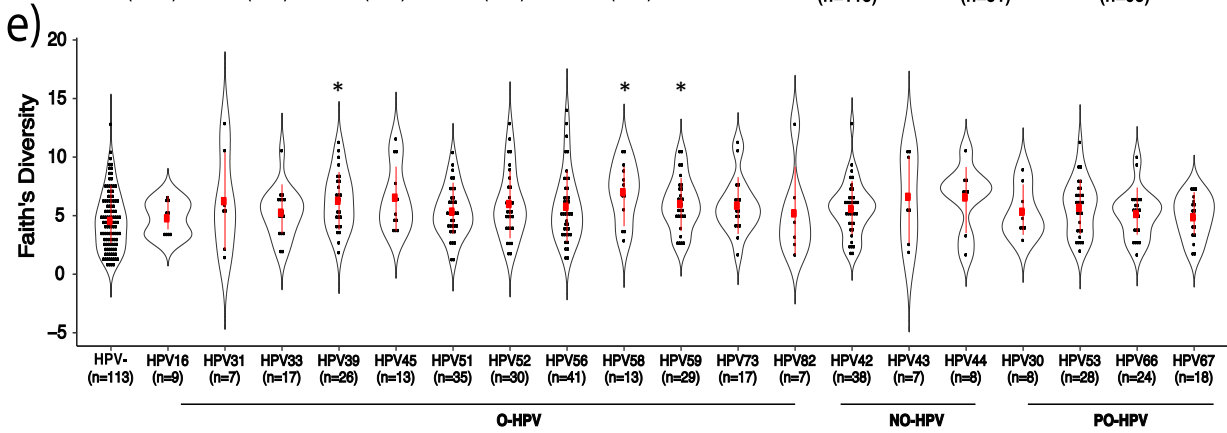 e)
20
15
10
5
0
−5
Faith's Diversity
* * *
HPV- HPV16 HPV31 HPV33 HPV39 HPV45 HPV51 HPV52 HPV56 HPV58 HPV59 HPV73 HPV82 HPV42 HPV43 HPV44 HPV30 HPV53 HPV66 HPV67
(n=113) (n=9) (n=7) (n=17) (n=26) (n=13) (n=35) (n=30) (n=41) (n=13) (n=29) (n=17) (n=7) (n=38) (n=7) (n=8) (n=8) (n=28) (n=24) (n=18)
O-HPV NO-HPV PO-HPV